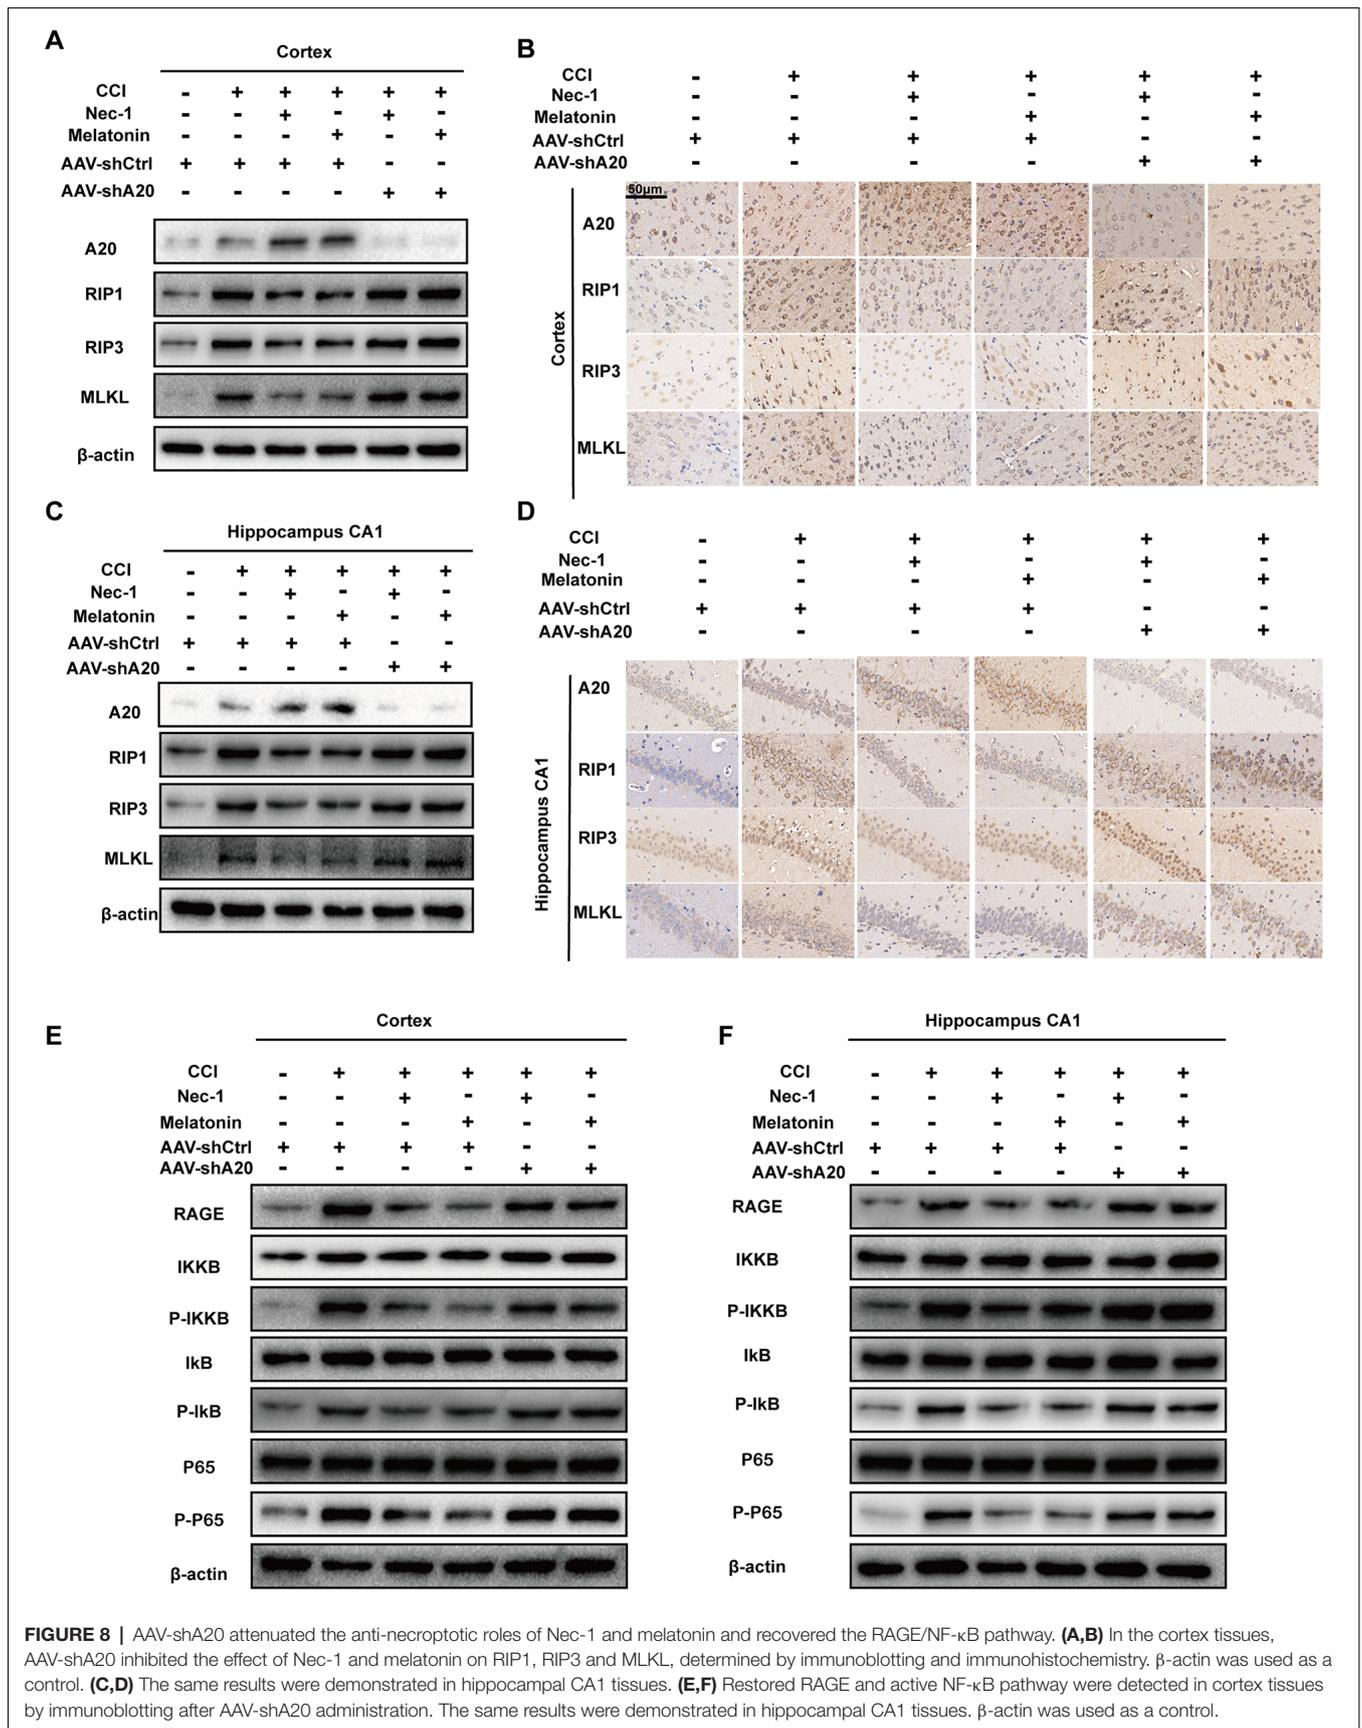 A
Cortex
CCI - + + + + +
Nec-1 - - + - + -
Melatonin - - - + - +
AAV-shCtrl + + + + - -
AAV-shA20 - - - - + +
A20
RIP1
RIP3
MLKL
β-actin
B
CCI - + + + + +
Nec-1 - - + - + -
Melatonin - - - + - +
AAV-shCtrl + + + + - -
AAV-shA20 - - - - + +
50μm
Cortex
A20
RIP1
RIP3
MLKL
C
Hippocampus CA1
CCI - + + + + +
Nec-1 - - + - + -
Melatonin - - - + - +
AAV-shCtrl + + + + - -
AAV-shA20 - - - - + +
A20
RIP1
RIP3
MLKL
β-actin
D
CCI - + + + + +
Nec-1 - - + - + -
Melatonin - - - + - +
AAV-shCtrl + + + + - -
AAV-shA20 - - - - + +
Hippocampus CA1
A20
RIP1
RIP3
MLKL
E
Cortex
CCI - + + + + +
Nec-1 - - + - + -
Melatonin - - - + - +
AAV-shCtrl + + + + - -
AAV-shA20 - - - - + +
RAGE
IKKB
P-IKKB
IkB
P-IkB
P65
P-P65
β-actin
F
Hippocampus CA1
CCI - + + + + +
Nec-1 - - + - + -
Melatonin - - - + - +
AAV-shCtrl + + + + - -
AAV-shA20 - - - - + +
RAGE
IKKB
P-IKKB
IkB
P-IkB
P65
P-P65
β-actin
FIGURE 8 | AAV-shA20 attenuated the anti-necroptotic roles of Nec-1 and melatonin and recovered the RAGE/NF-κB pathway. (A,B) In the cortex tissues,
AAV-shA20 inhibited the effect of Nec-1 and melatonin on RIP1, RIP3 and MLKL, determined by immunoblotting and immunohistochemistry. β-actin was used as a
control. (C,D) The same results were demonstrated in hippocampal CA1 tissues. (E,F) Restored RAGE and active NF-κB pathway were detected in cortex tissues
by immunoblotting after AAV-shA20 administration. The same results were demonstrated in hippocampal CA1 tissues. β-actin was used as a control.